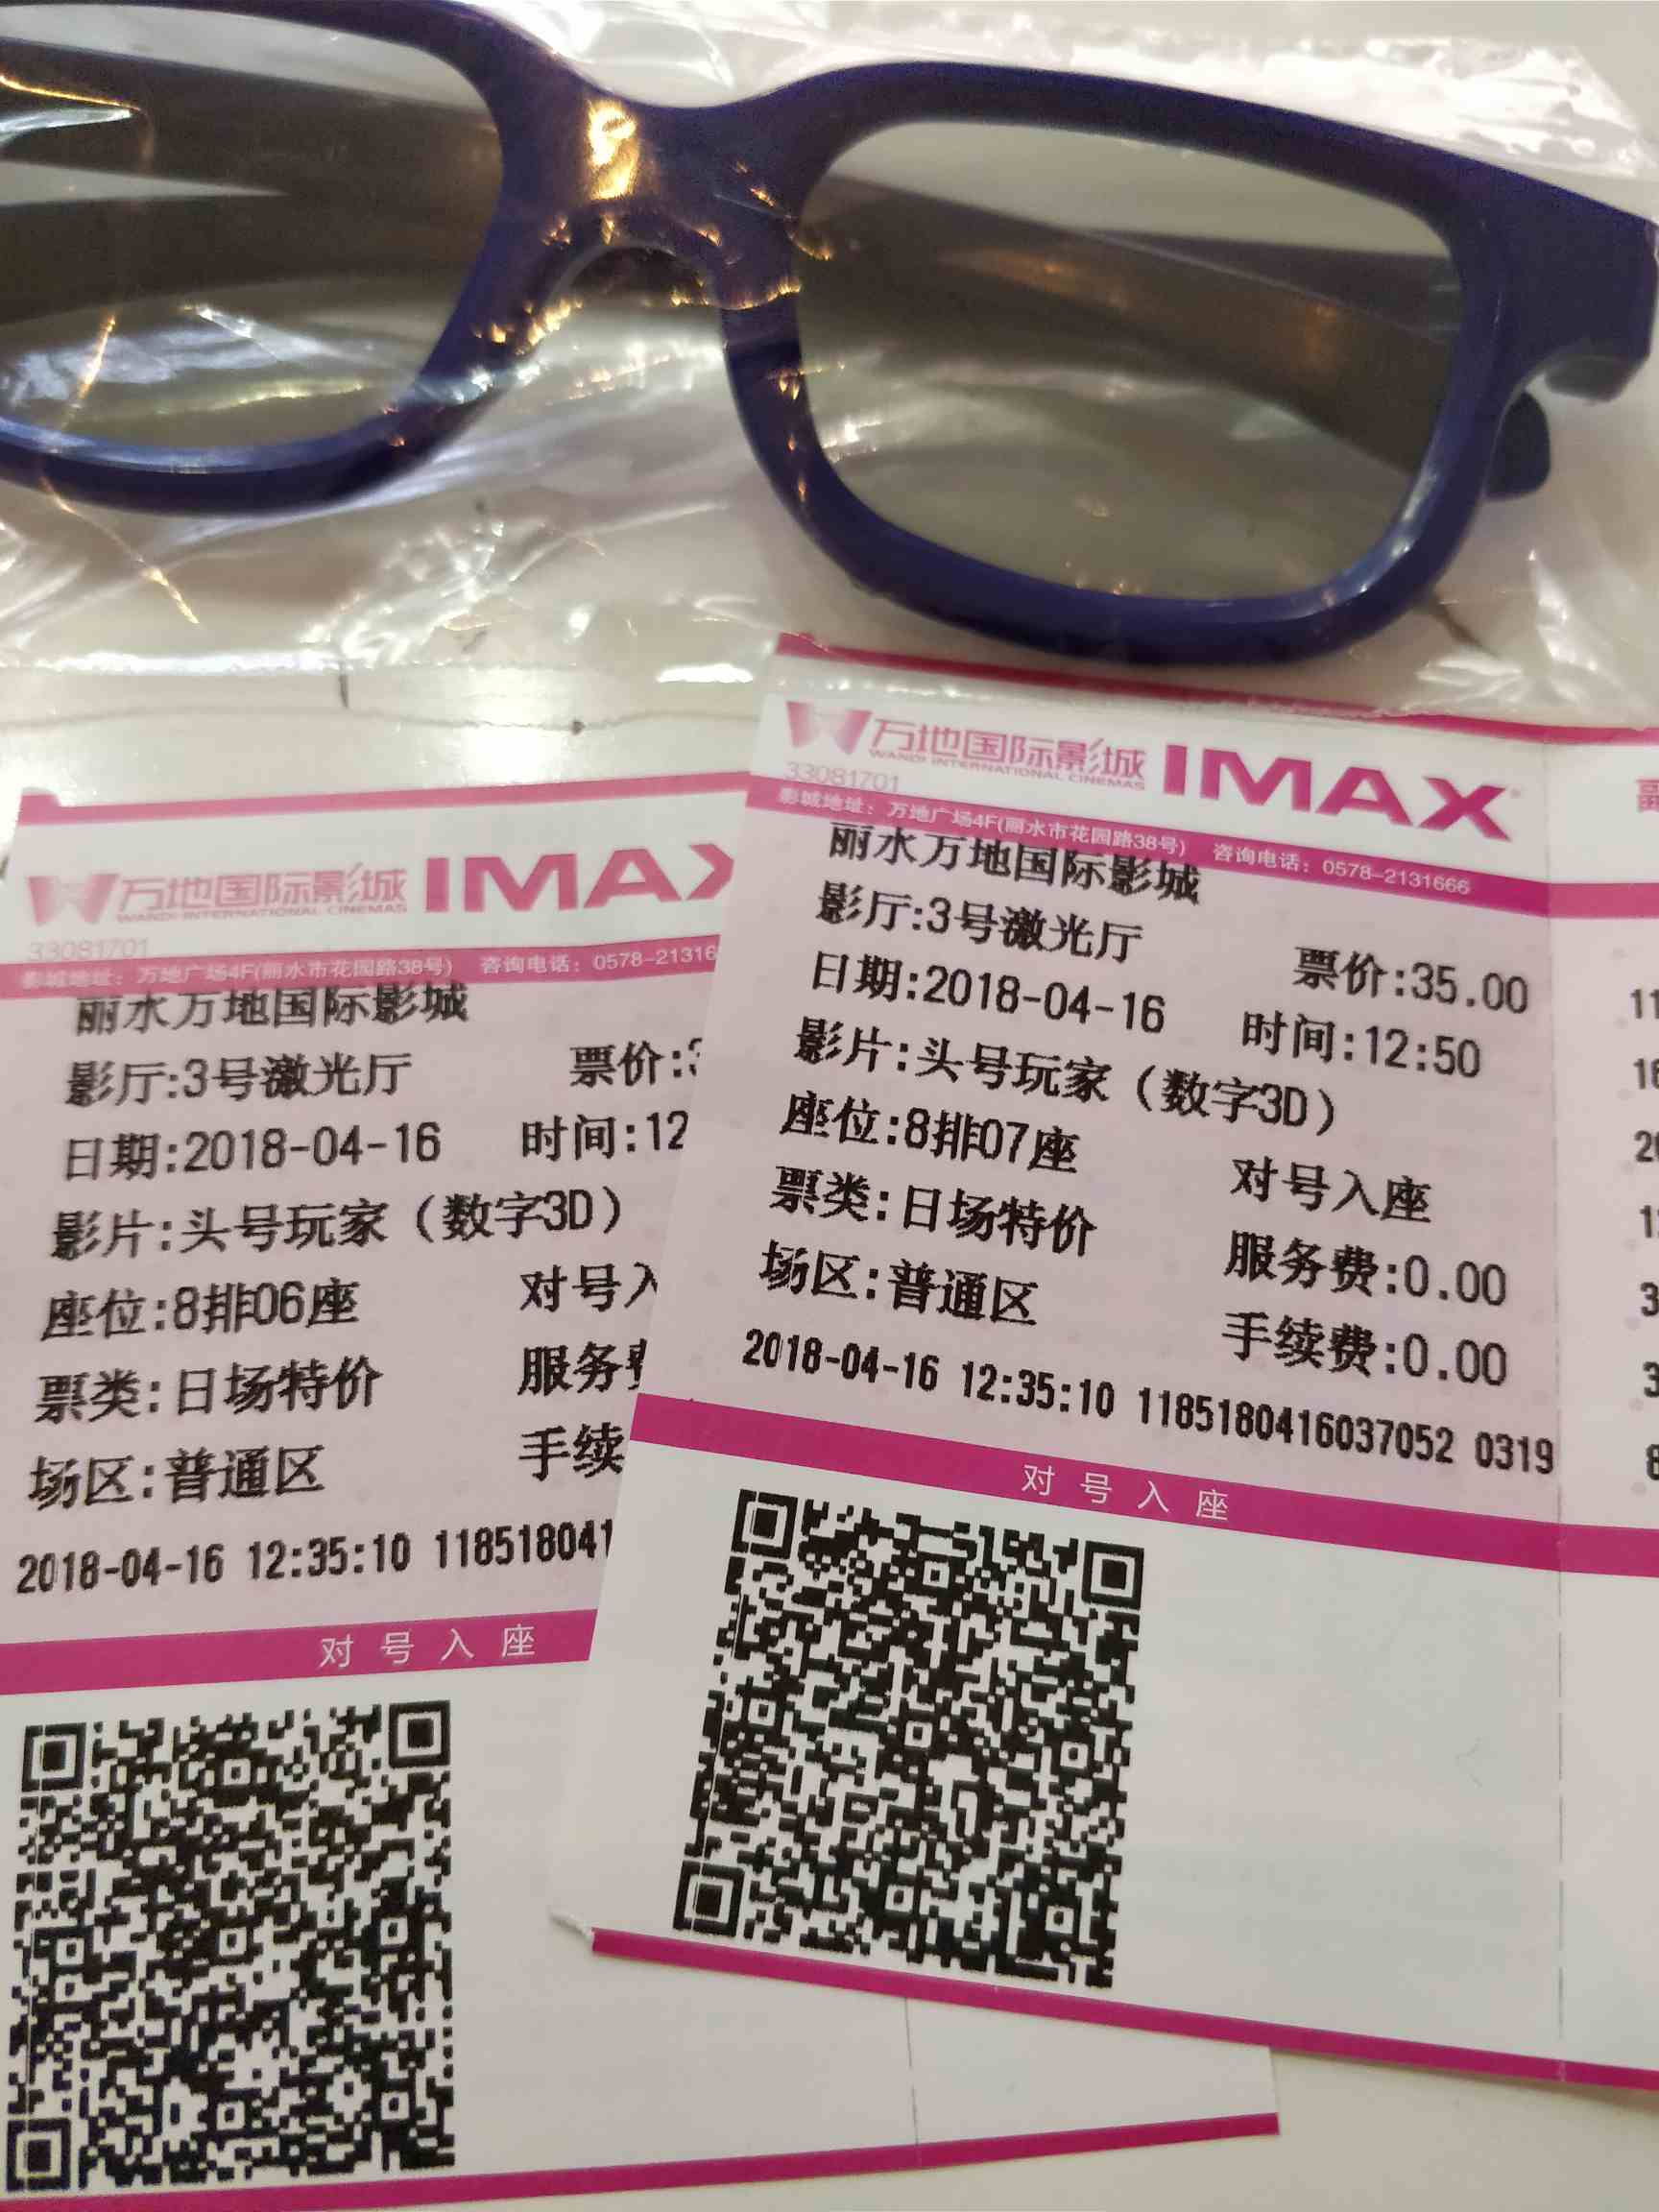 万地国际影城 IMAX
WANDI INTERNATIONAL CINEMAS
33081701
影城地址：万地广场4F(丽水市花园路38号) 咨询电话：0578-21316
丽水万地国际影城
影厅:3号激光厅 票价:
日期:2018-04-16 时间:12
影片:头号玩家（数字3D）
座位:8排06座 对号入
票类:日场特价 服务
场区:普通区 手续
2018-04-16 12:35:10 118518041
对号入座
万地国际影城 IMAX
WANDI INTERNATIONAL CINEMAS
33081701
影城地址：万地广场4F(丽水市花园路38号) 咨询电话：0578-2131666
丽水万地国际影城
影厅:3号激光厅 票价:35.00
日期:2018-04-16 时间:12:50
影片:头号玩家（数字3D）
座位:8排07座 对号入座
票类:日场特价 服务费:0.00
场区:普通区 手续费:0.00
2018-04-16 12:35:10 1185180416037052 0319
对号入座
11
16
20
3
3
8